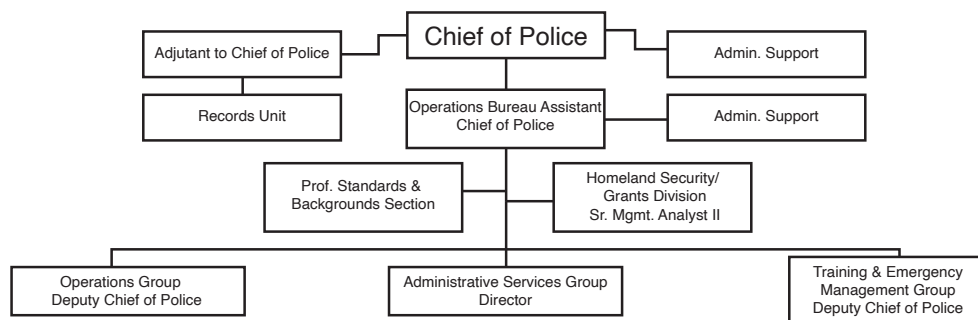 Chief of Police
Adjutant to Chief of Police
Admin. Support
Records Unit
Operations Bureau Assistant
Chief of Police
Admin. Support
Prof. Standards &
Backgrounds Section
Homeland Security/
Grants Division
Sr. Mgmt. Analyst II
Operations Group
Deputy Chief of Police
Administrative Services Group
Director
Training & Emergency
Management Group
Deputy Chief of Police